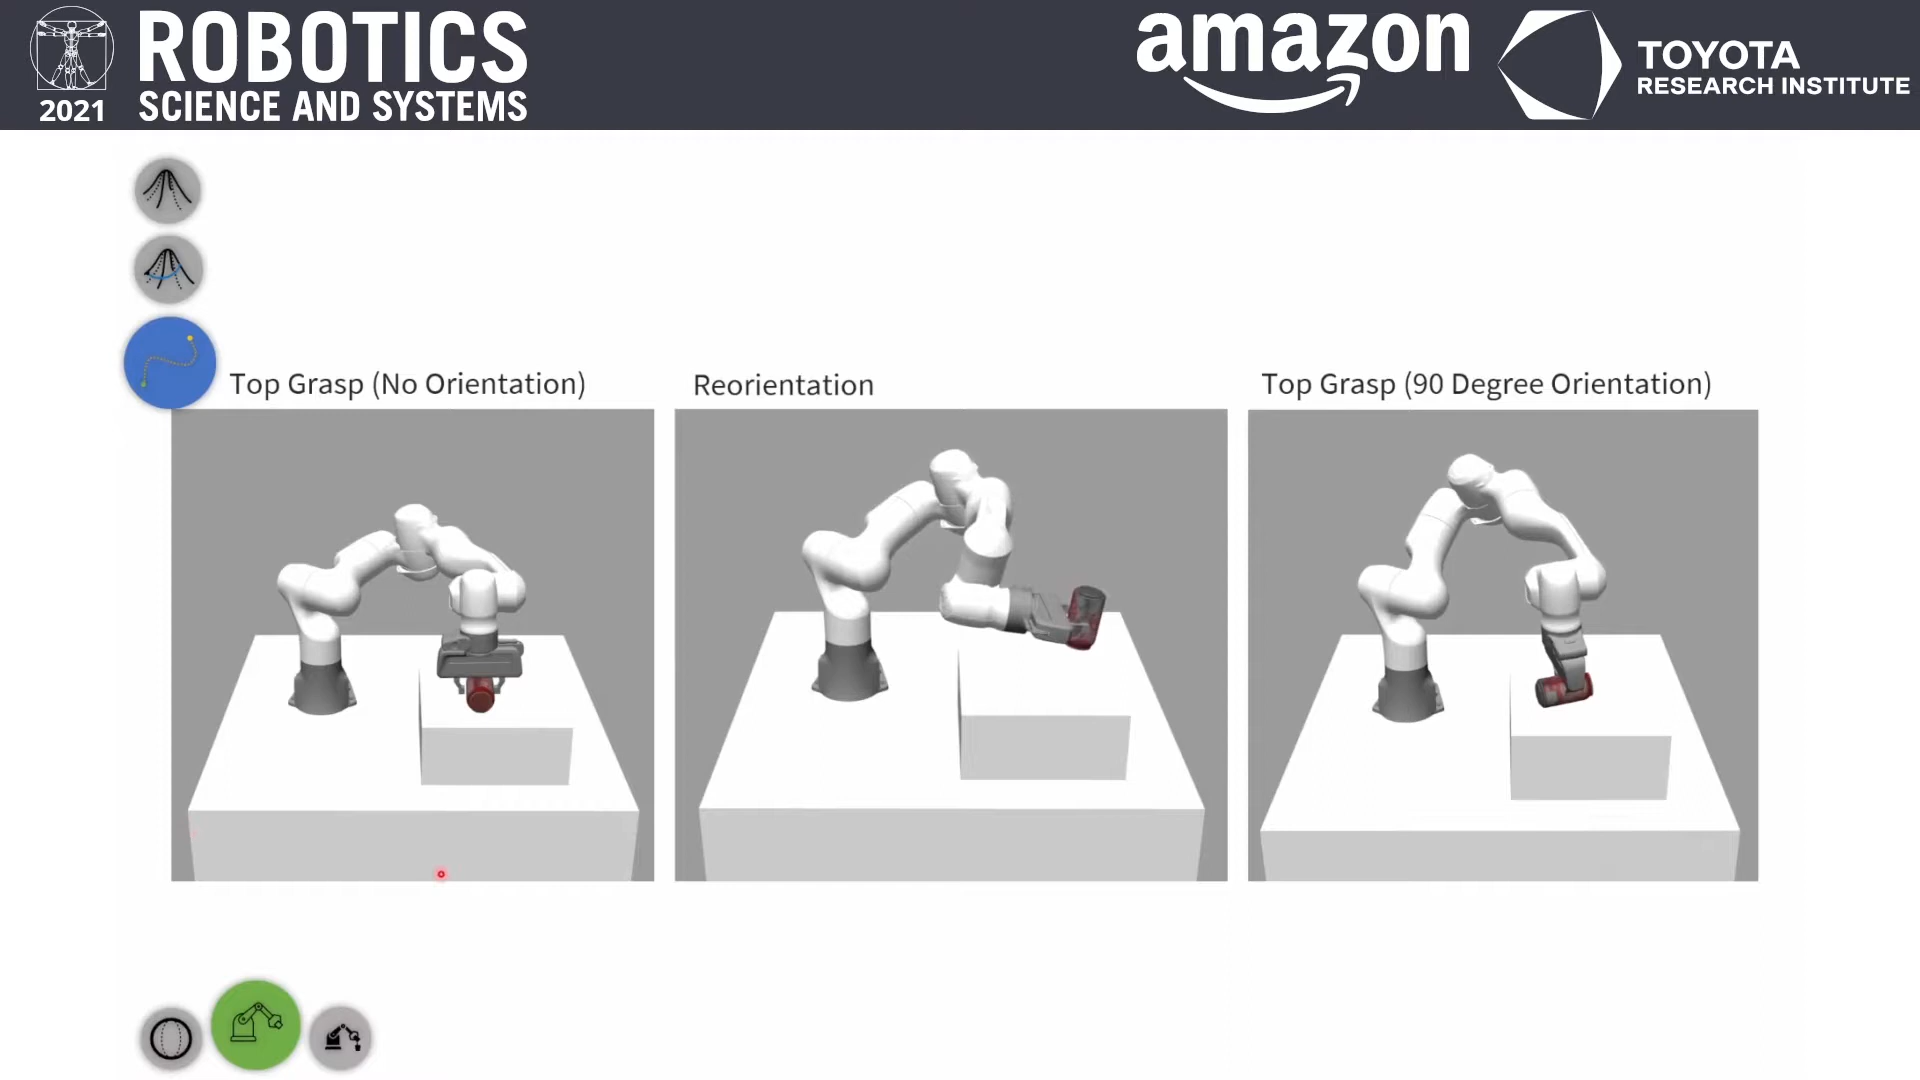 ROBOTICS
SCIENCE AND SYSTEMS
2021
amazon
TOYOTA
RESEARCH INSTITUTE
Top Grasp (No Orientation)
Reorientation
Top Grasp (90 Degree Orientation)